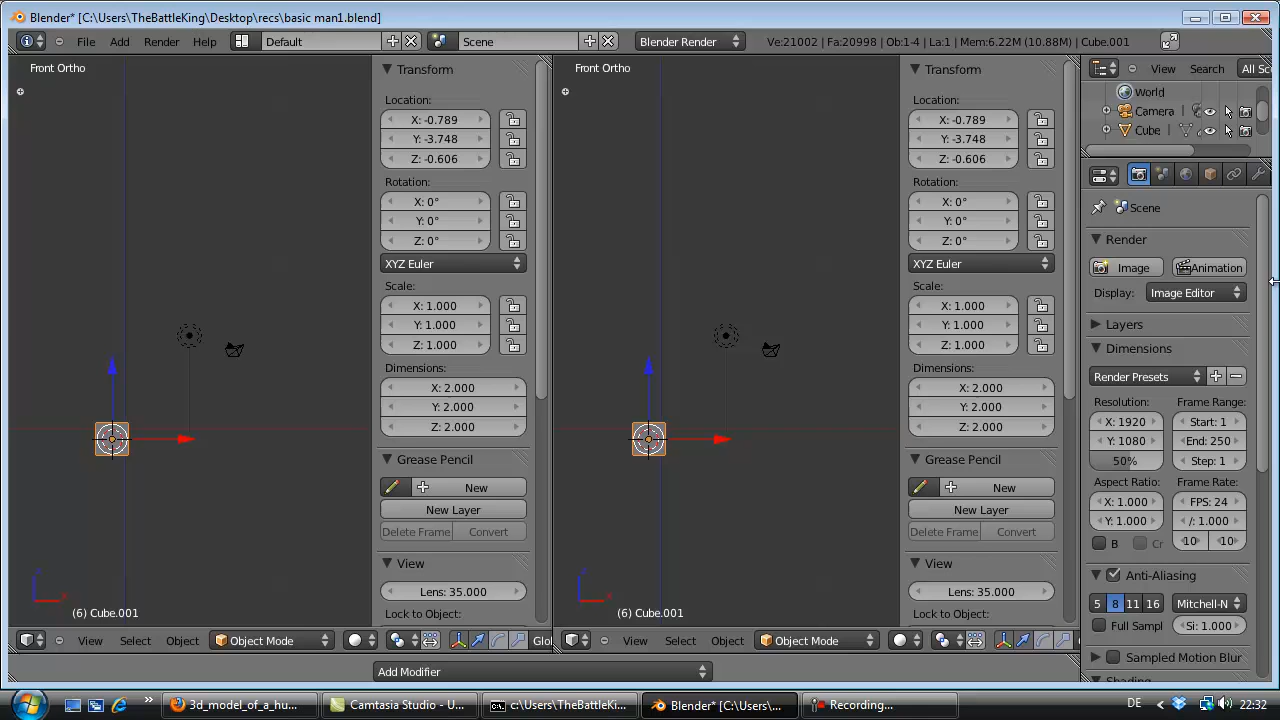 Blender* [C:\Users\TheBattleKing\Desktop\recs\basic man1.blend]
File Add Render Help Default Scene Blender Render Ve:21002 | Fa:20998 | Ob:1-4 | La:1 | Mem:6.22M (10.88M) | Cube.001
Front Ortho
Transform
Location:
X: -0.789
Y: -3.748
Z: -0.606
Rotation:
X: 0°
Y: 0°
Z: 0°
XYZ Euler
Scale:
X: 1.000
Y: 1.000
Z: 1.000
Dimensions:
X: 2.000
Y: 2.000
Z: 2.000
Grease Pencil
New
New Layer
Delete Frame Convert
View
Lens: 35.000
Lock to Object:
(6) Cube.001
View Select Object Object Mode Glo
Front Ortho
Transform
Location:
X: -0.789
Y: -3.748
Z: -0.606
Rotation:
X: 0°
Y: 0°
Z: 0°
XYZ Euler
Scale:
X: 1.000
Y: 1.000
Z: 1.000
Dimensions:
X: 2.000
Y: 2.000
Z: 2.000
Grease Pencil
New
New Layer
Delete Frame Convert
View
Lens: 35.000
Lock to Object:
(6) Cube.001
View Select Object Object Mode
View Search All Sc
World
Camera
Cube
Scene
Render
Image Animation
Display: Image Editor
Layers
Dimensions
Render Presets
Resolution: Frame Range:
X: 1920 Start: 1
Y: 1080 End: 250
50% Step: 1
Aspect Ratio: Frame Rate:
X: 1.000 FPS: 24
Y: 1.000 /: 1.000
B Cr 10 10
Anti-Aliasing
5 8 11 16 Mitchell-N
Full Sampl Si: 1.000
Sampled Motion Blur
Shading
Add Modifier
3d_model_of_a_hu... Camtasia Studio - U... c:\Users\TheBattleKi... Blender* [C:\Users\... Recording... DE 22:32